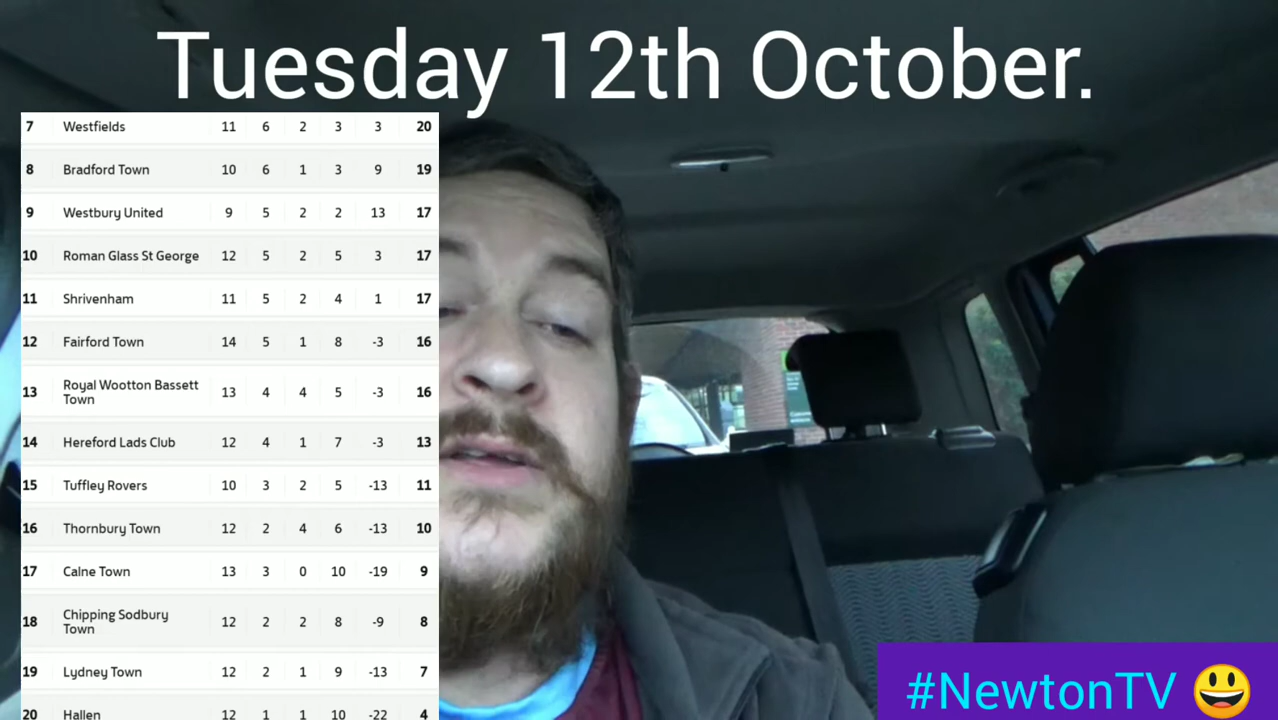 Tuesday 12th October.
7 Westfields 11 6 2 3 3 20
8 Bradford Town 10 6 1 3 9 19
9 Westbury United 9 5 2 2 13 17
10 Roman Glass St George 12 5 2 5 3 17
11 Shrivenham 11 5 2 4 1 17
12 Fairford Town 14 5 1 8 -3 16
13 Royal Wootton Bassett Town 13 4 4 5 -3 16
14 Hereford Lads Club 12 4 1 7 -3 13
15 Tuffley Rovers 10 3 2 5 -13 11
16 Thornbury Town 12 2 4 6 -13 10
17 Calne Town 13 3 0 10 -19 9
18 Chipping Sodbury Town 12 2 2 8 -9 8
19 Lydney Town 12 2 1 9 -13 7
20 Hallen 12 1 1 10 -22 4
#NewtonTV 😃